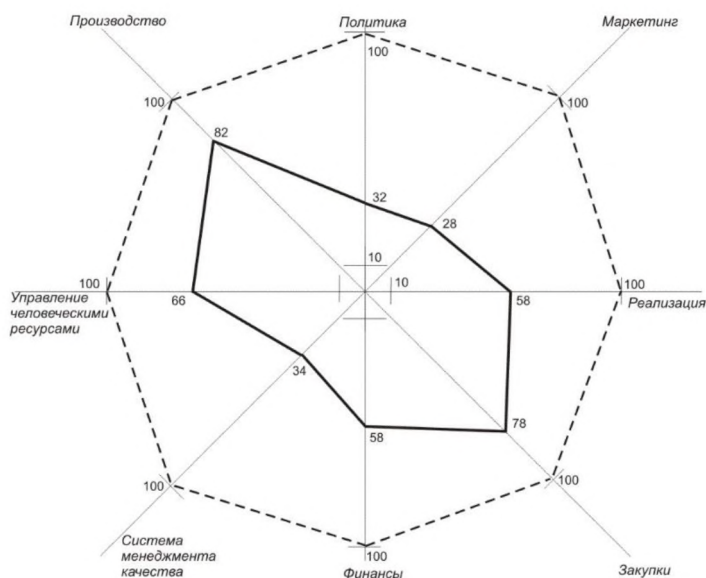 Производство
Политика
Маркетинг
100
100
100
82
32
28
10
10
100
100
Управление
человеческими
ресурсами
66
58
Реализация
34
58
78
100
100
100
Система
менеджмента
качества
Финансы
Закупки